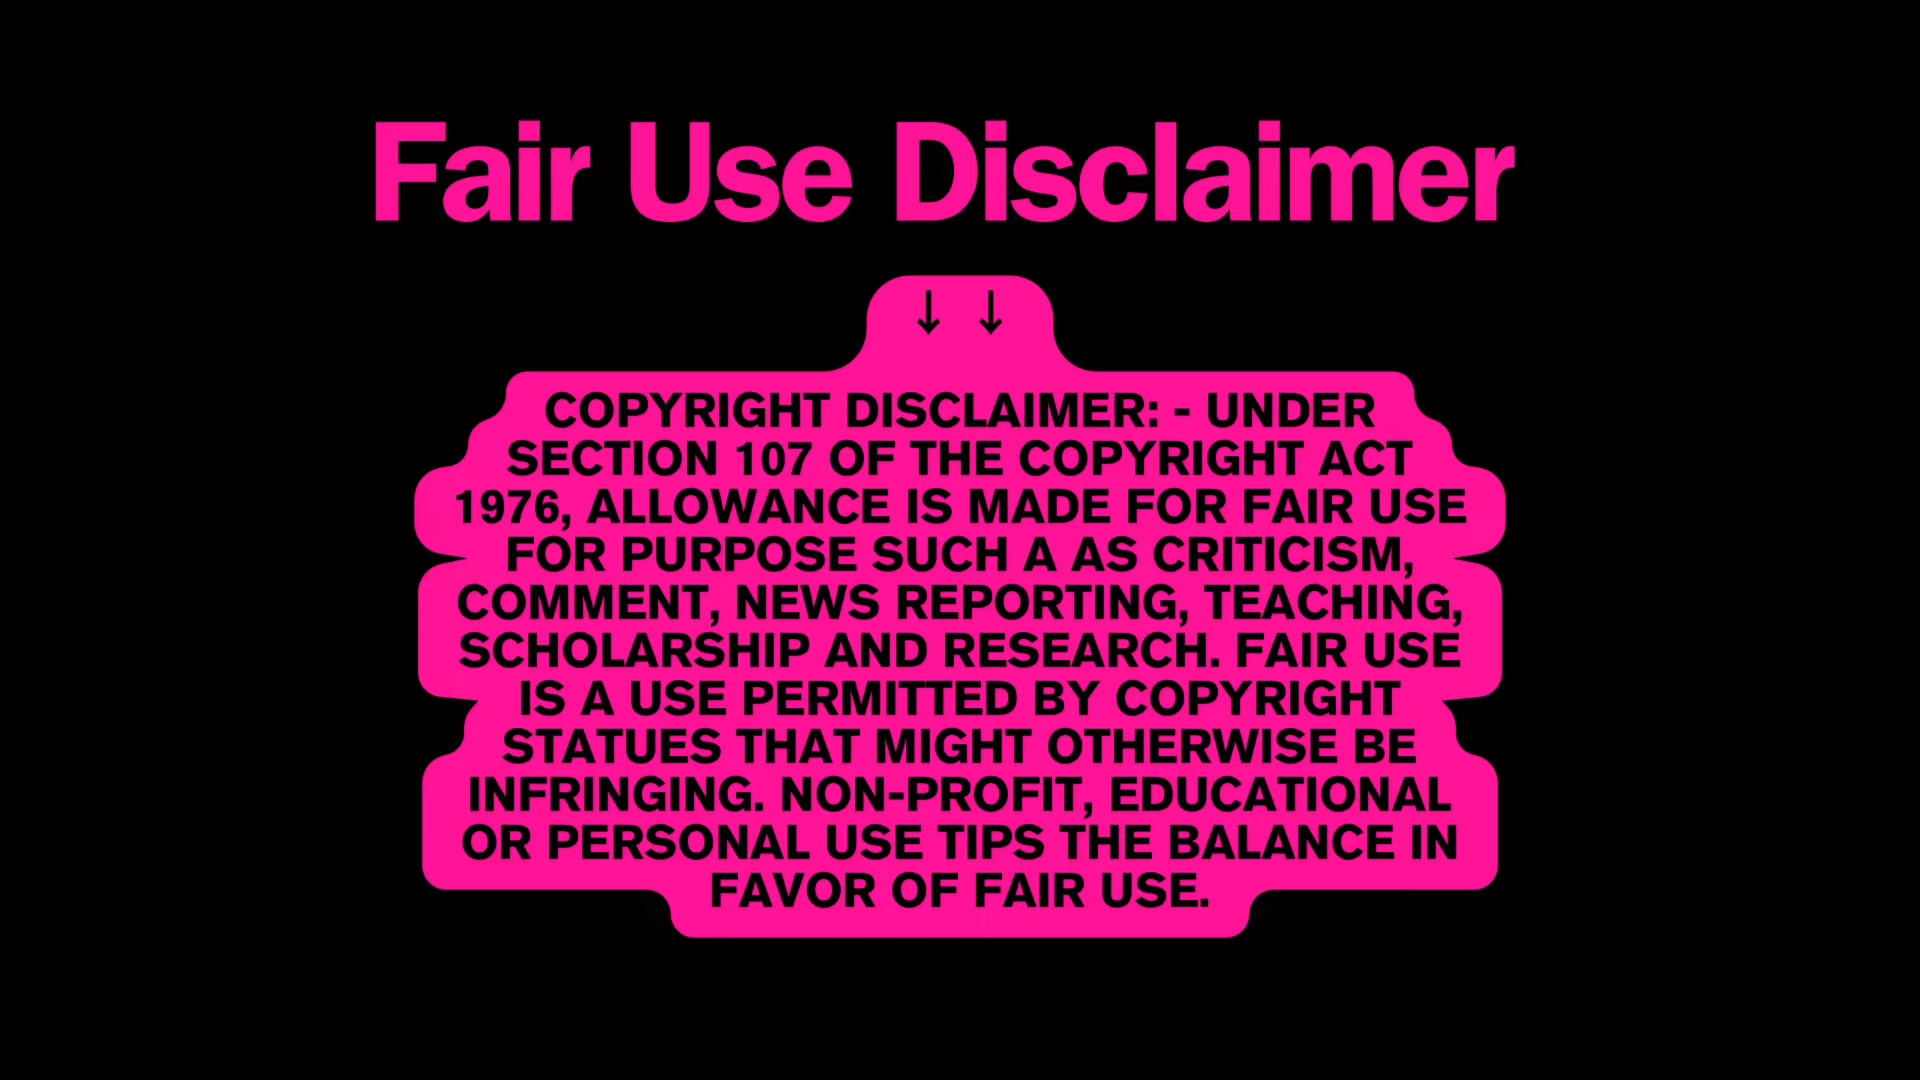 Fair Use Disclaimer
↓ ↓
COPYRIGHT DISCLAIMER: - UNDER
SECTION 107 OF THE COPYRIGHT ACT
1976, ALLOWANCE IS MADE FOR FAIR USE
FOR PURPOSE SUCH A AS CRITICISM,
COMMENT, NEWS REPORTING, TEACHING,
SCHOLARSHIP AND RESEARCH. FAIR USE
IS A USE PERMITTED BY COPYRIGHT
STATUES THAT MIGHT OTHERWISE BE
INFRINGING. NON-PROFIT, EDUCATIONAL
OR PERSONAL USE TIPS THE BALANCE IN
FAVOR OF FAIR USE.